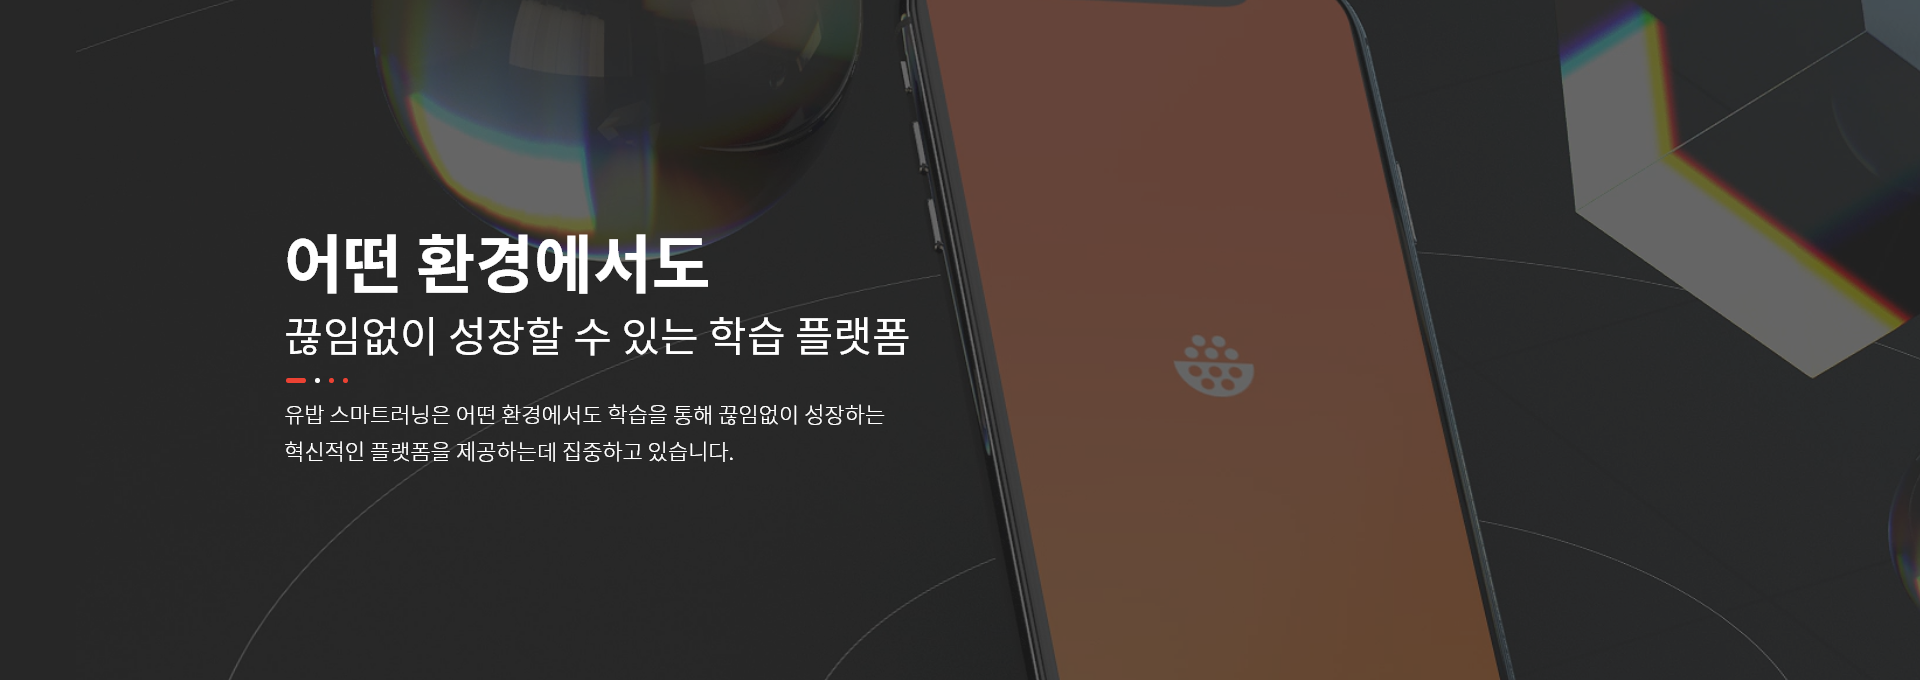 어떤 환경에서도
끊임없이 성장할 수 있는 학습 플랫폼
유밥 스마트러닝은 어떤 환경에서도 학습을 통해 끊임없이 성장하는
혁신적인 플랫폼을 제공하는데 집중하고 있습니다.